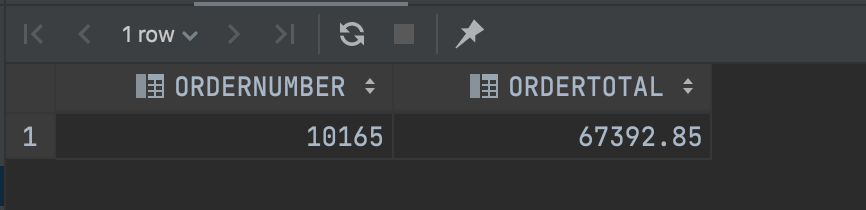 1 row
ORDERNUMBER ORDERTOTAL
1 10165 67392.85